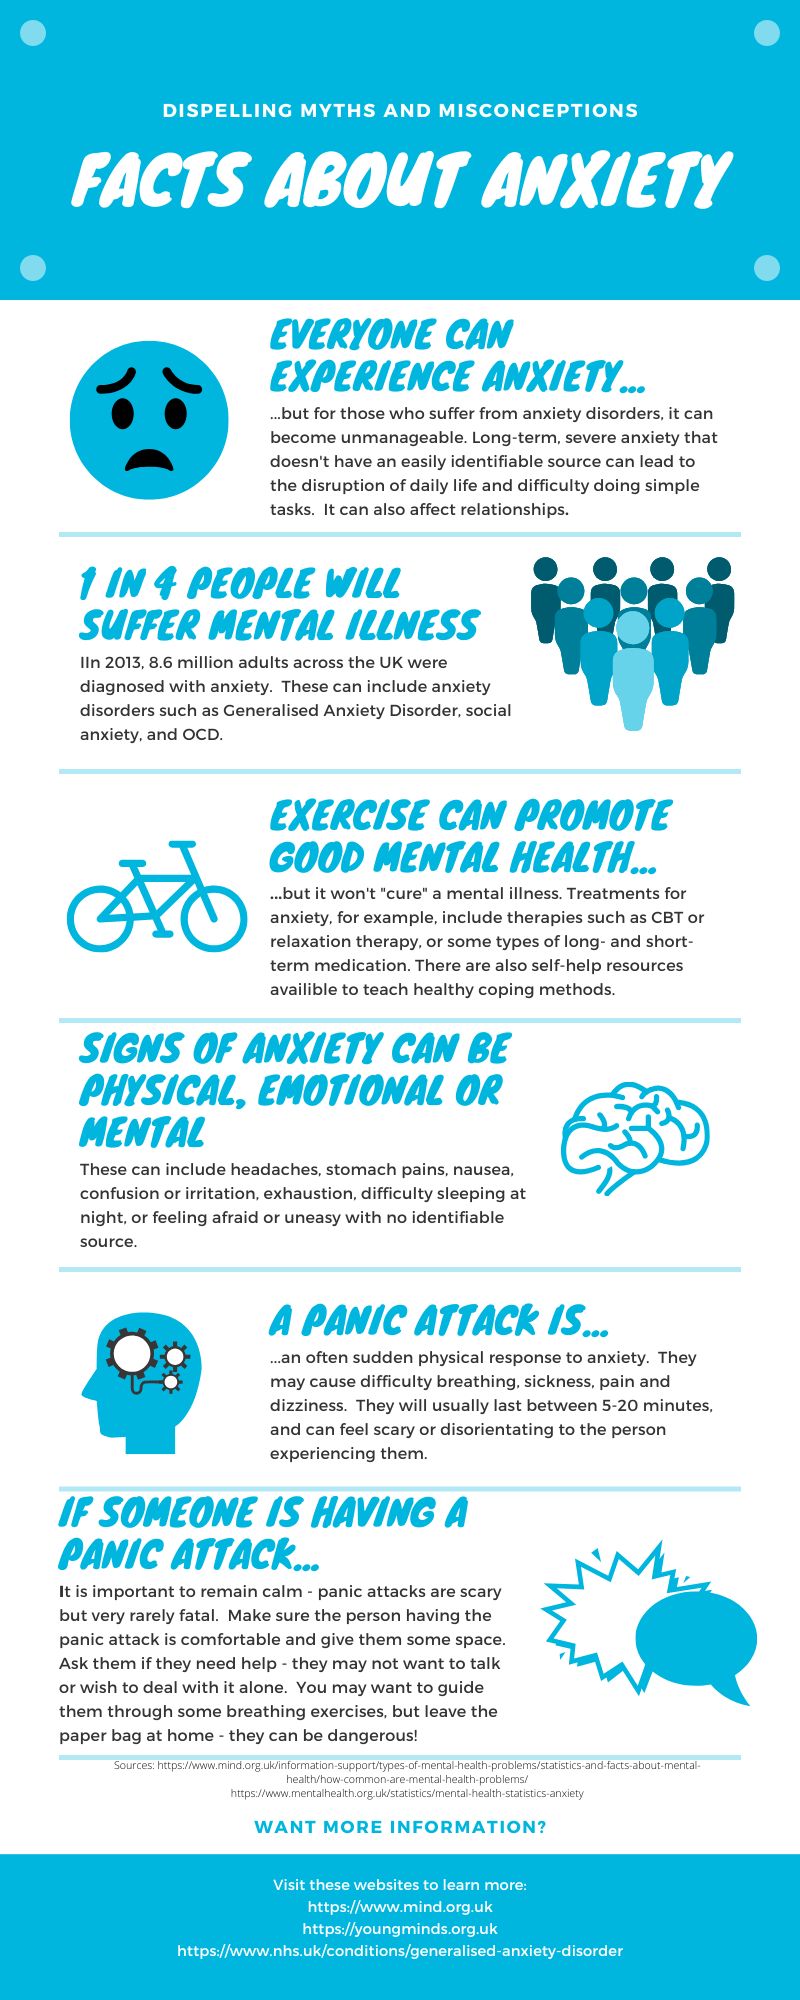 DISPELLING MYTHS AND MISCONCEPTIONS
FACTS ABOUT ANXIETY
EVERYONE CAN
EXPERIENCE ANXIETY...
...but for those who suffer from anxiety disorders, it can
become unmanageable. Long-term, severe anxiety that
doesn't have an easily identifiable source can lead to
the disruption of daily life and difficulty doing simple
tasks.  It can also affect relationships.
1 IN 4 PEOPLE WILL
SUFFER MENTAL ILLNESS
IIn 2013, 8.6 million adults across the UK were
diagnosed with anxiety.  These can include anxiety
disorders such as Generalised Anxiety Disorder, social
anxiety, and OCD.
EXERCISE CAN PROMOTE
GOOD MENTAL HEALTH...
...but it won't "cure" a mental illness. Treatments for
anxiety, for example, include therapies such as CBT or
relaxation therapy, or some types of long- and short-
term medication. There are also self-help resources
availible to teach healthy coping methods.
SIGNS OF ANXIETY CAN BE
PHYSICAL, EMOTIONAL OR
MENTAL
These can include headaches, stomach pains, nausea,
confusion or irritation, exhaustion, difficulty sleeping at
night, or feeling afraid or uneasy with no identifiable
source.
A PANIC ATTACK IS...
...an often sudden physical response to anxiety.  They
may cause difficulty breathing, sickness, pain and
dizziness.  They will usually last between 5-20 minutes,
and can feel scary or disorientating to the person
experiencing them.
IF SOMEONE IS HAVING A
PANIC ATTACK...
It is important to remain calm - panic attacks are scary
but very rarely fatal.  Make sure the person having the
panic attack is comfortable and give them some space.
Ask them if they need help - they may not want to talk
or wish to deal with it alone.  You may want to guide
them through some breathing exercises, but leave the
paper bag at home - they can be dangerous!
Sources: https://www.mind.org.uk/information-support/types-of-mental-health-problems/statistics-and-facts-about-mental-
health/how-common-are-mental-health-problems/
https://www.mentalhealth.org.uk/statistics/mental-health-statistics-anxiety
WANT MORE INFORMATION?
Visit these websites to learn more:
https://www.mind.org.uk
https://youngminds.org.uk
https://www.nhs.uk/conditions/generalised-anxiety-disorder